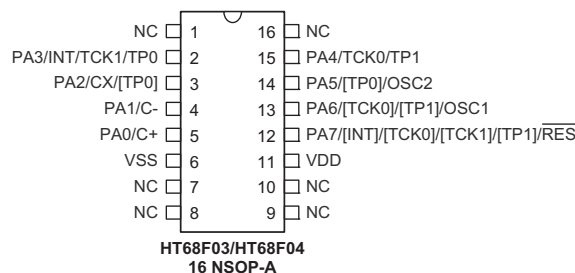 NC 1 16 NC
PA3/INT/TCK1/TP0 2 15 PA4/TCK0/TP1
PA2/CX/[TP0] 3 14 PA5/[TP0]/OSC2
PA1/C- 4 13 PA6/[TCK0]/[TP1]/OSC1
PA0/C+ 5 12 PA7/[INT]/[TCK0]/[TCK1]/[TP1]/RES
VSS 6 11 VDD
NC 7 10 NC
NC 8 9 NC
HT68F03/HT68F04
16 NSOP-A